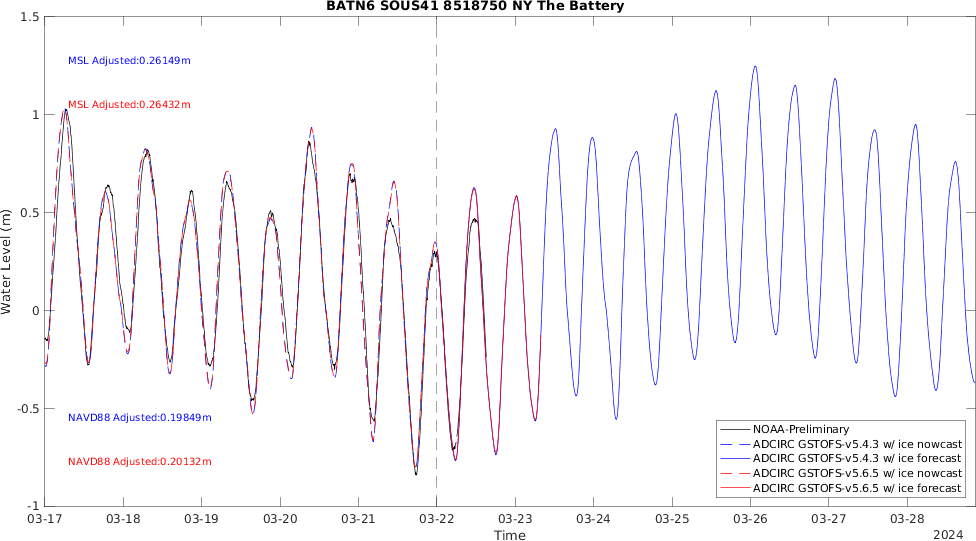 BATN6 SOUS41 8518750 NY The Battery
1.5
MSL Adjusted:0.26149m
MSL Adjusted:0.26432m
1
0.5
Water Level (m)
0
-0.5
NAVD88 Adjusted:0.19849m
NAVD88 Adjusted:0.20132m
NOAA-Preliminary
ADCIRC GSTOFS-v5.4.3 w/ ice nowcast
ADCIRC GSTOFS-v5.4.3 w/ ice forecast
ADCIRC GSTOFS-v5.6.5 w/ ice nowcast
ADCIRC GSTOFS-v5.6.5 w/ ice forecast
-1
03-17 03-18 03-19 03-20 03-21 03-22 03-23 03-24 03-25 03-26 03-27 03-28
Time
2024